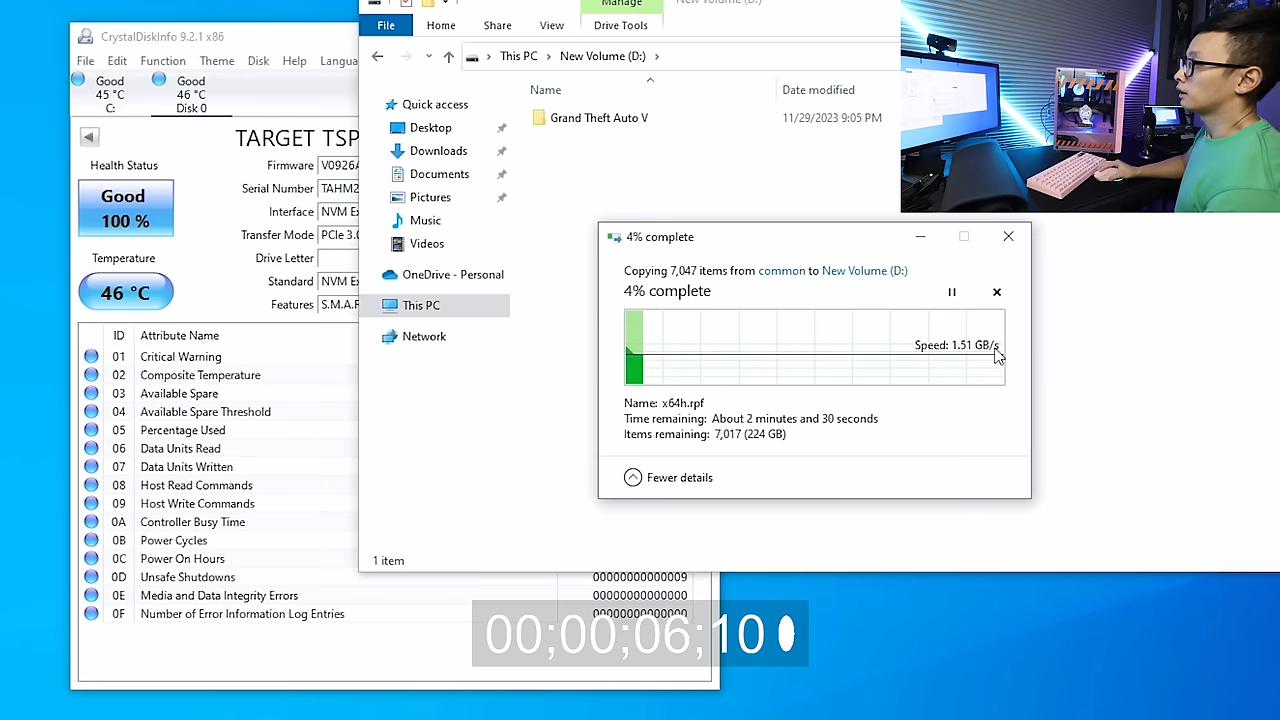 CrystalDiskInfo 9.2.1 x86
File Edit Function Theme Disk Help
Good
45 °C
C:
Good
46 °C
Disk 0
TARGET TSP
Health Status
Good
100 %
Temperature
46 °C
Firmware V0926
Serial Number TAHM2
Interface NVM Ex
Transfer Mode PCIe 3.0
Drive Letter
Standard NVM Ex
Features S.M.A.R
ID Attribute Name
01 Critical Warning
02 Composite Temperature
03 Available Spare
04 Available Spare Threshold
05 Percentage Used
06 Data Units Read
07 Data Units Written
08 Host Read Commands
09 Host Write Commands
0A Controller Busy Time
0B Power Cycles
0C Power On Hours
0D Unsafe Shutdowns 00000000000009
0E Media and Data Integrity Errors 00000000000000
0F Number of Error Information Log Entries 00000000000000
Manage
New Volume (D:)
File Home Share View Drive Tools
This PC › New Volume (D:) ›
Quick access
Desktop
Downloads
Documents
Pictures
Music
Videos
OneDrive - Personal
This PC
Network
Name Date modified
Grand Theft Auto V 11/29/2023 9:05 PM
1 item
4% complete
Copying 7,047 items from common to New Volume (D:)
4% complete
Speed: 1.51 GB/s
Name: x64h.rpf
Time remaining: About 2 minutes and 30 seconds
Items remaining: 7,017 (224 GB)
Fewer details
00;00;06;10